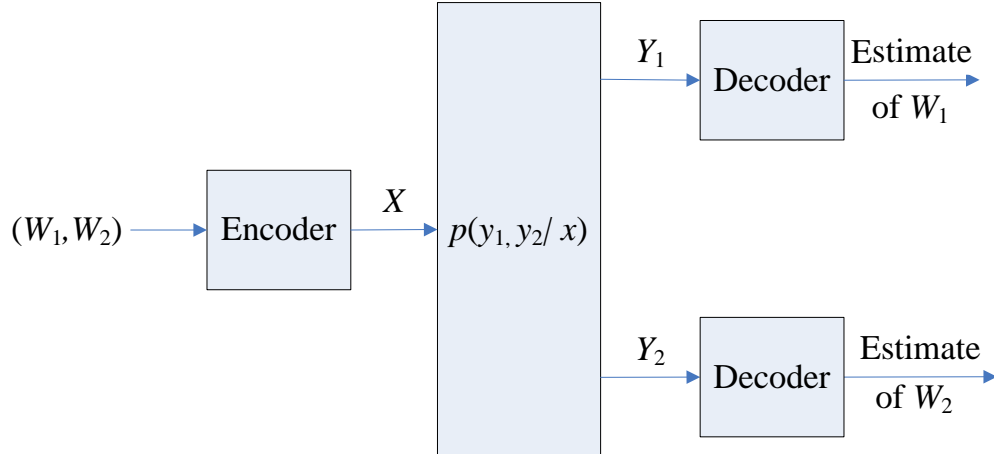 (W₁,W₂)
Encoder
X
p(y₁, y₂/ x)
Y₁
Decoder
Estimate
of W₁
Y₂
Decoder
Estimate
of W₂